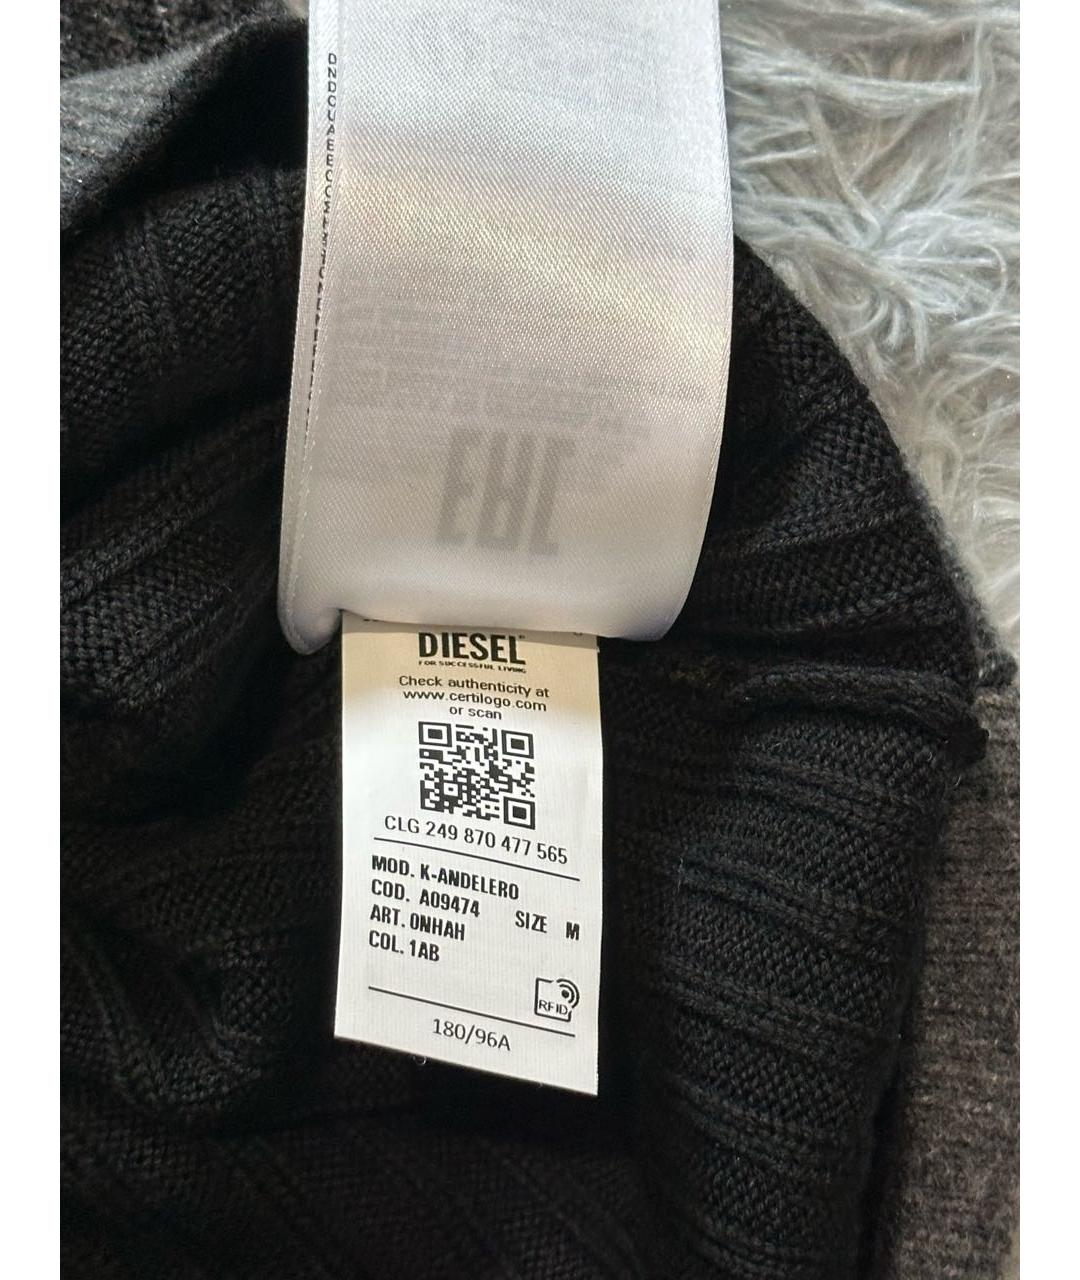 DIESEL
FOR SUCCESSFUL LIVING
Check authenticity at
www.certilogo.com
or scan
CLG 249 870 477 565
MOD. K-ANDELERO
COD. A09474 SIZE M
ART. 0NHAH
COL. 1AB
RFID
180/96A